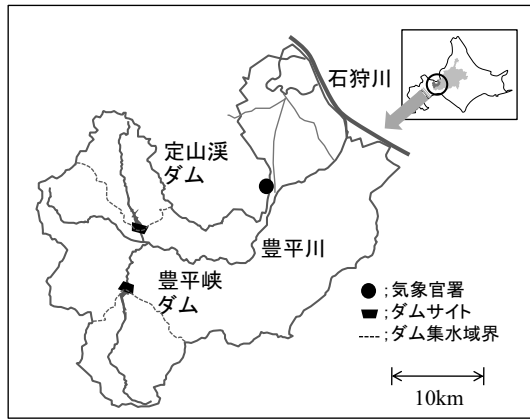 石狩川
定山渓
ダム
豊平川
豊平峡
ダム
●;気象官署
;ダムサイト
----;ダム集水域界
10km